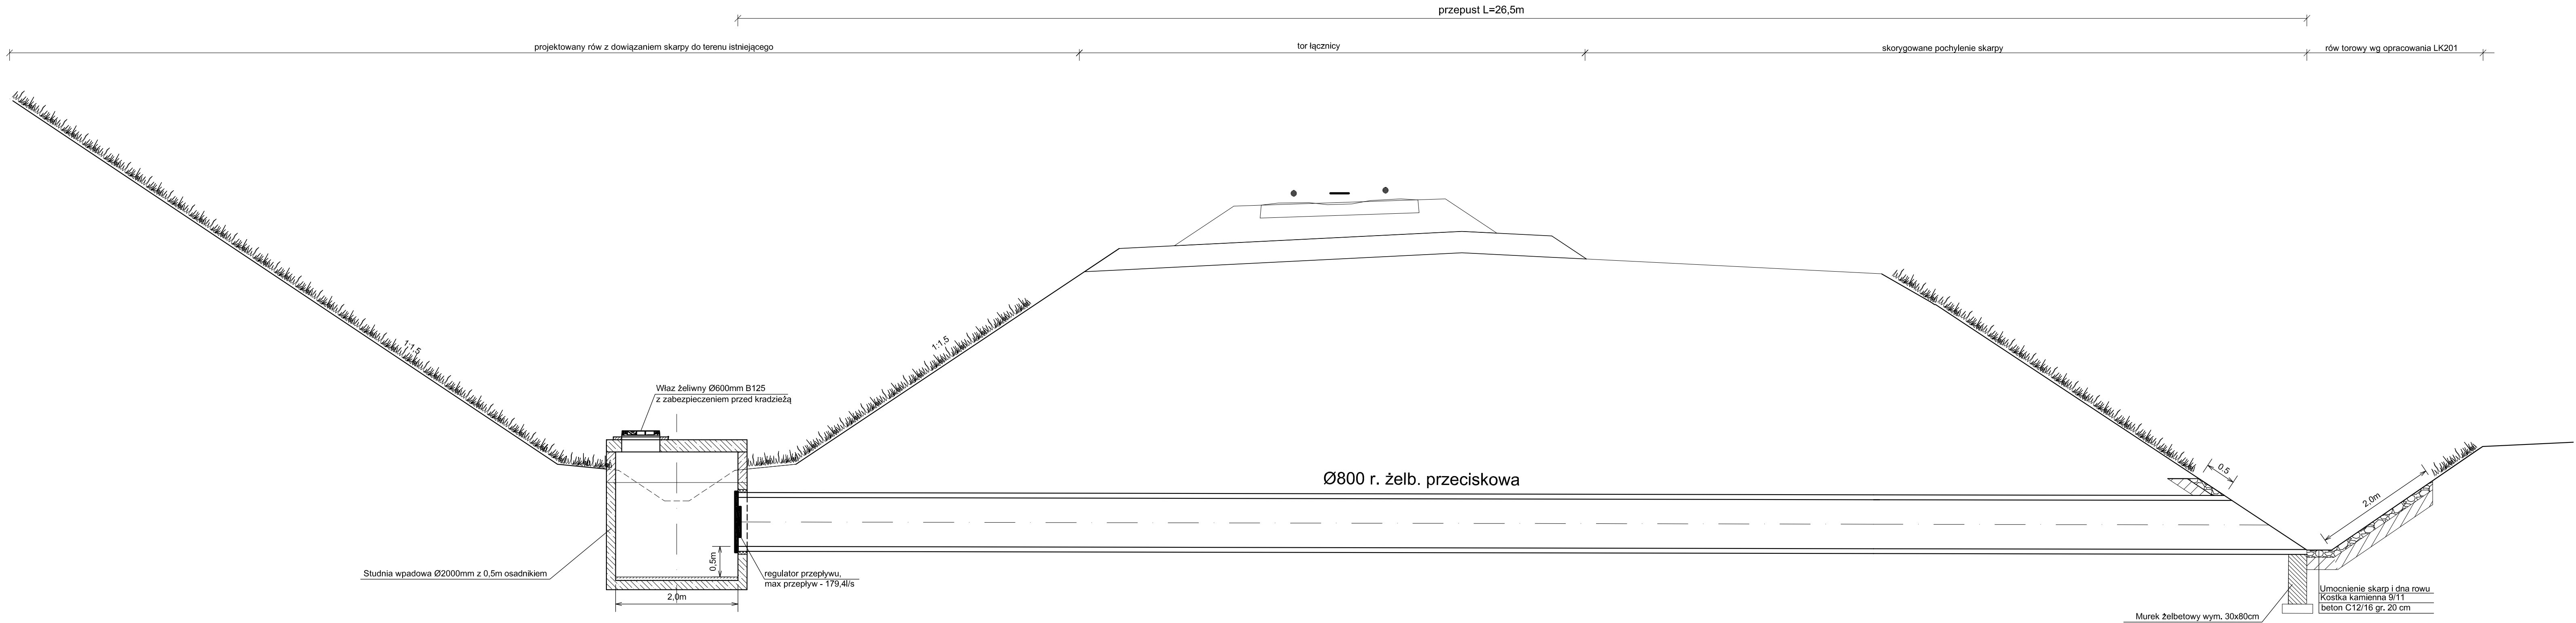 przepust L=26,5m
projektowany rów z dowiązaniem skarpy do terenu istniejącego
tor łącznicy
skorygowane pochylenie skarpy
rów torowy wg opracowania LK201
1:1,5
1:1,5
Właz żeliwny Ø600mm B125
z zabezpieczeniem przed kradzieżą
Ø800 r. żelb. przeciskowa
0.5
2,0m
0,5m
Studnia wpadowa Ø2000mm z 0,5m osadnikiem
regulator przepływu,
max przepływ - 179,4l/s
2,0m
Umocnienie skarp i dna rowu
Kostka kamienna 9/11
beton C12/16 gr. 20 cm
Murek żelbetowy wym. 30x80cm